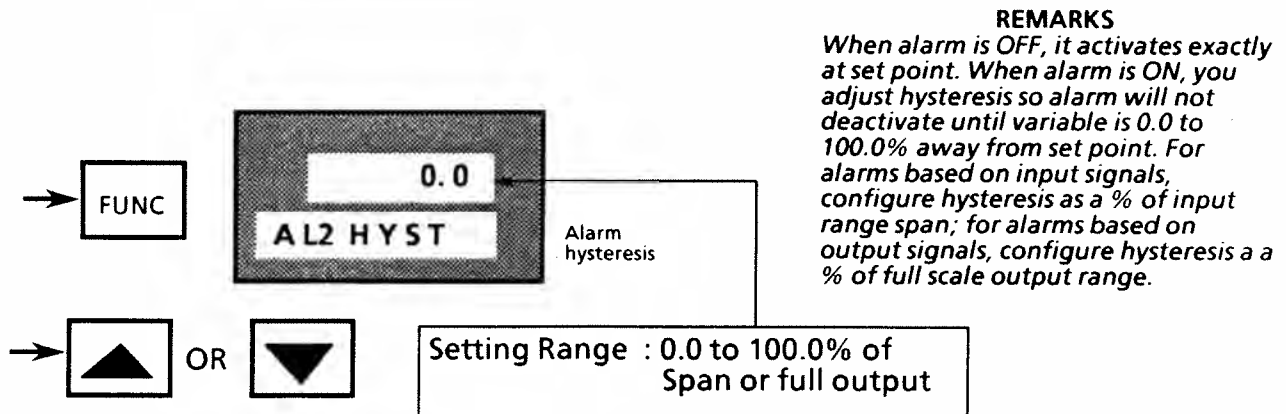 REMARKS
When alarm is OFF, it activates exactly
at set point. When alarm is ON, you
adjust hysteresis so alarm will not
deactivate until variable is 0.0 to
100.0% away from set point. For
alarms based on input signals,
configure hysteresis as a % of input
range span; for alarms based on
output signals, configure hysteresis a a
% of full scale output range.
FUNC
0.0
AL2 HYST
Alarm
hysteresis
OR
Setting Range : 0.0 to 100.0% of
Span or full output